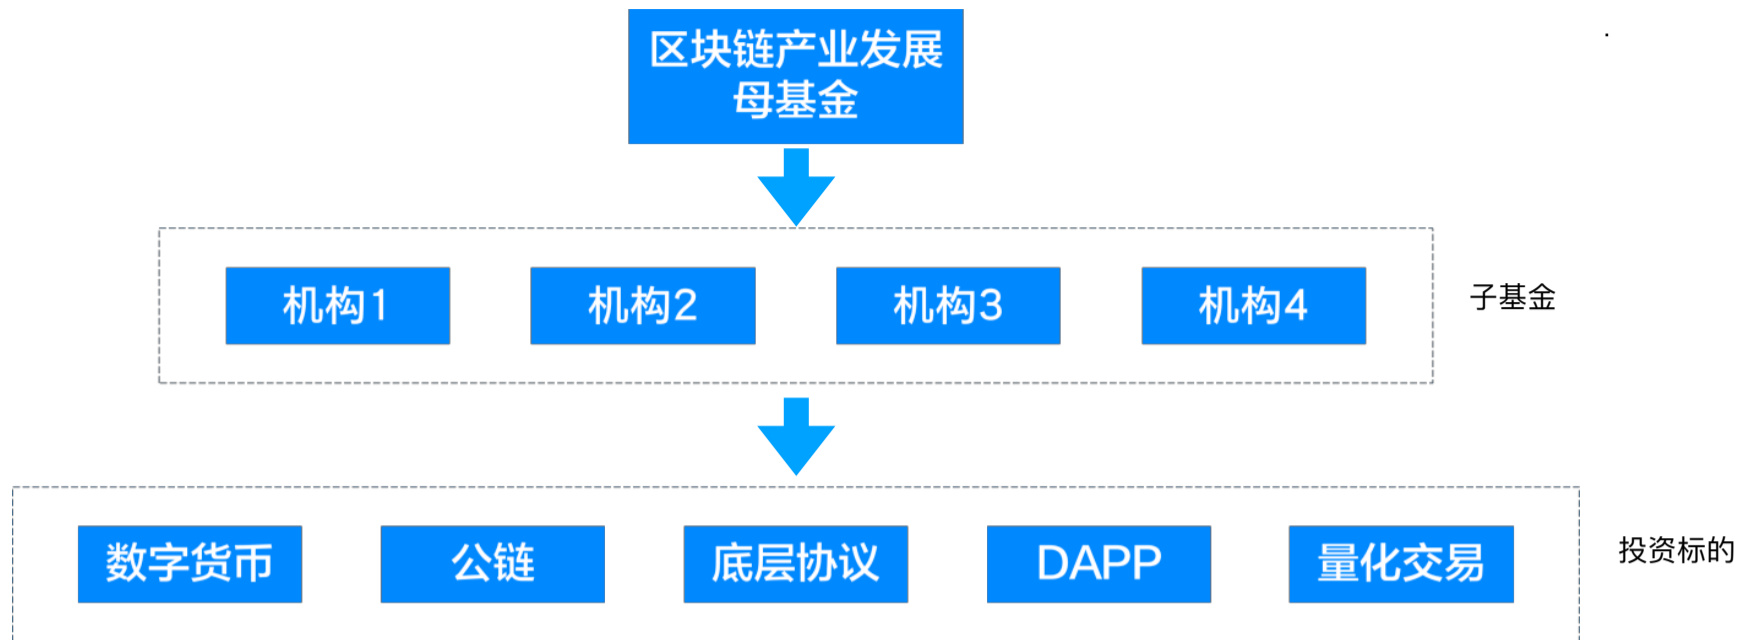 区块链产业发展
母基金
机构1
机构2
机构3
机构4
子基金
数字货币
公链
底层协议
DAPP
量化交易
投资标的